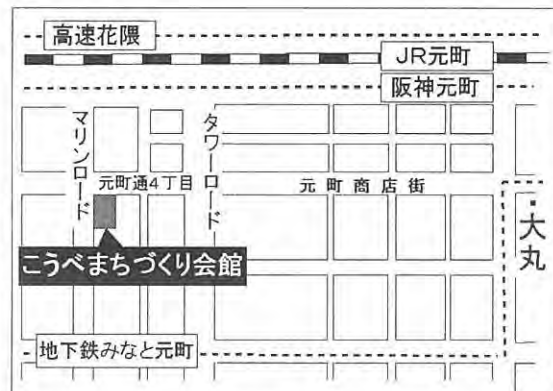 高速花隈
JR元町
阪神元町
マリンロード
タワーロード
元町通4丁目
元町商店街
・大丸
こうべまちづくり会館
地下鉄みなと元町